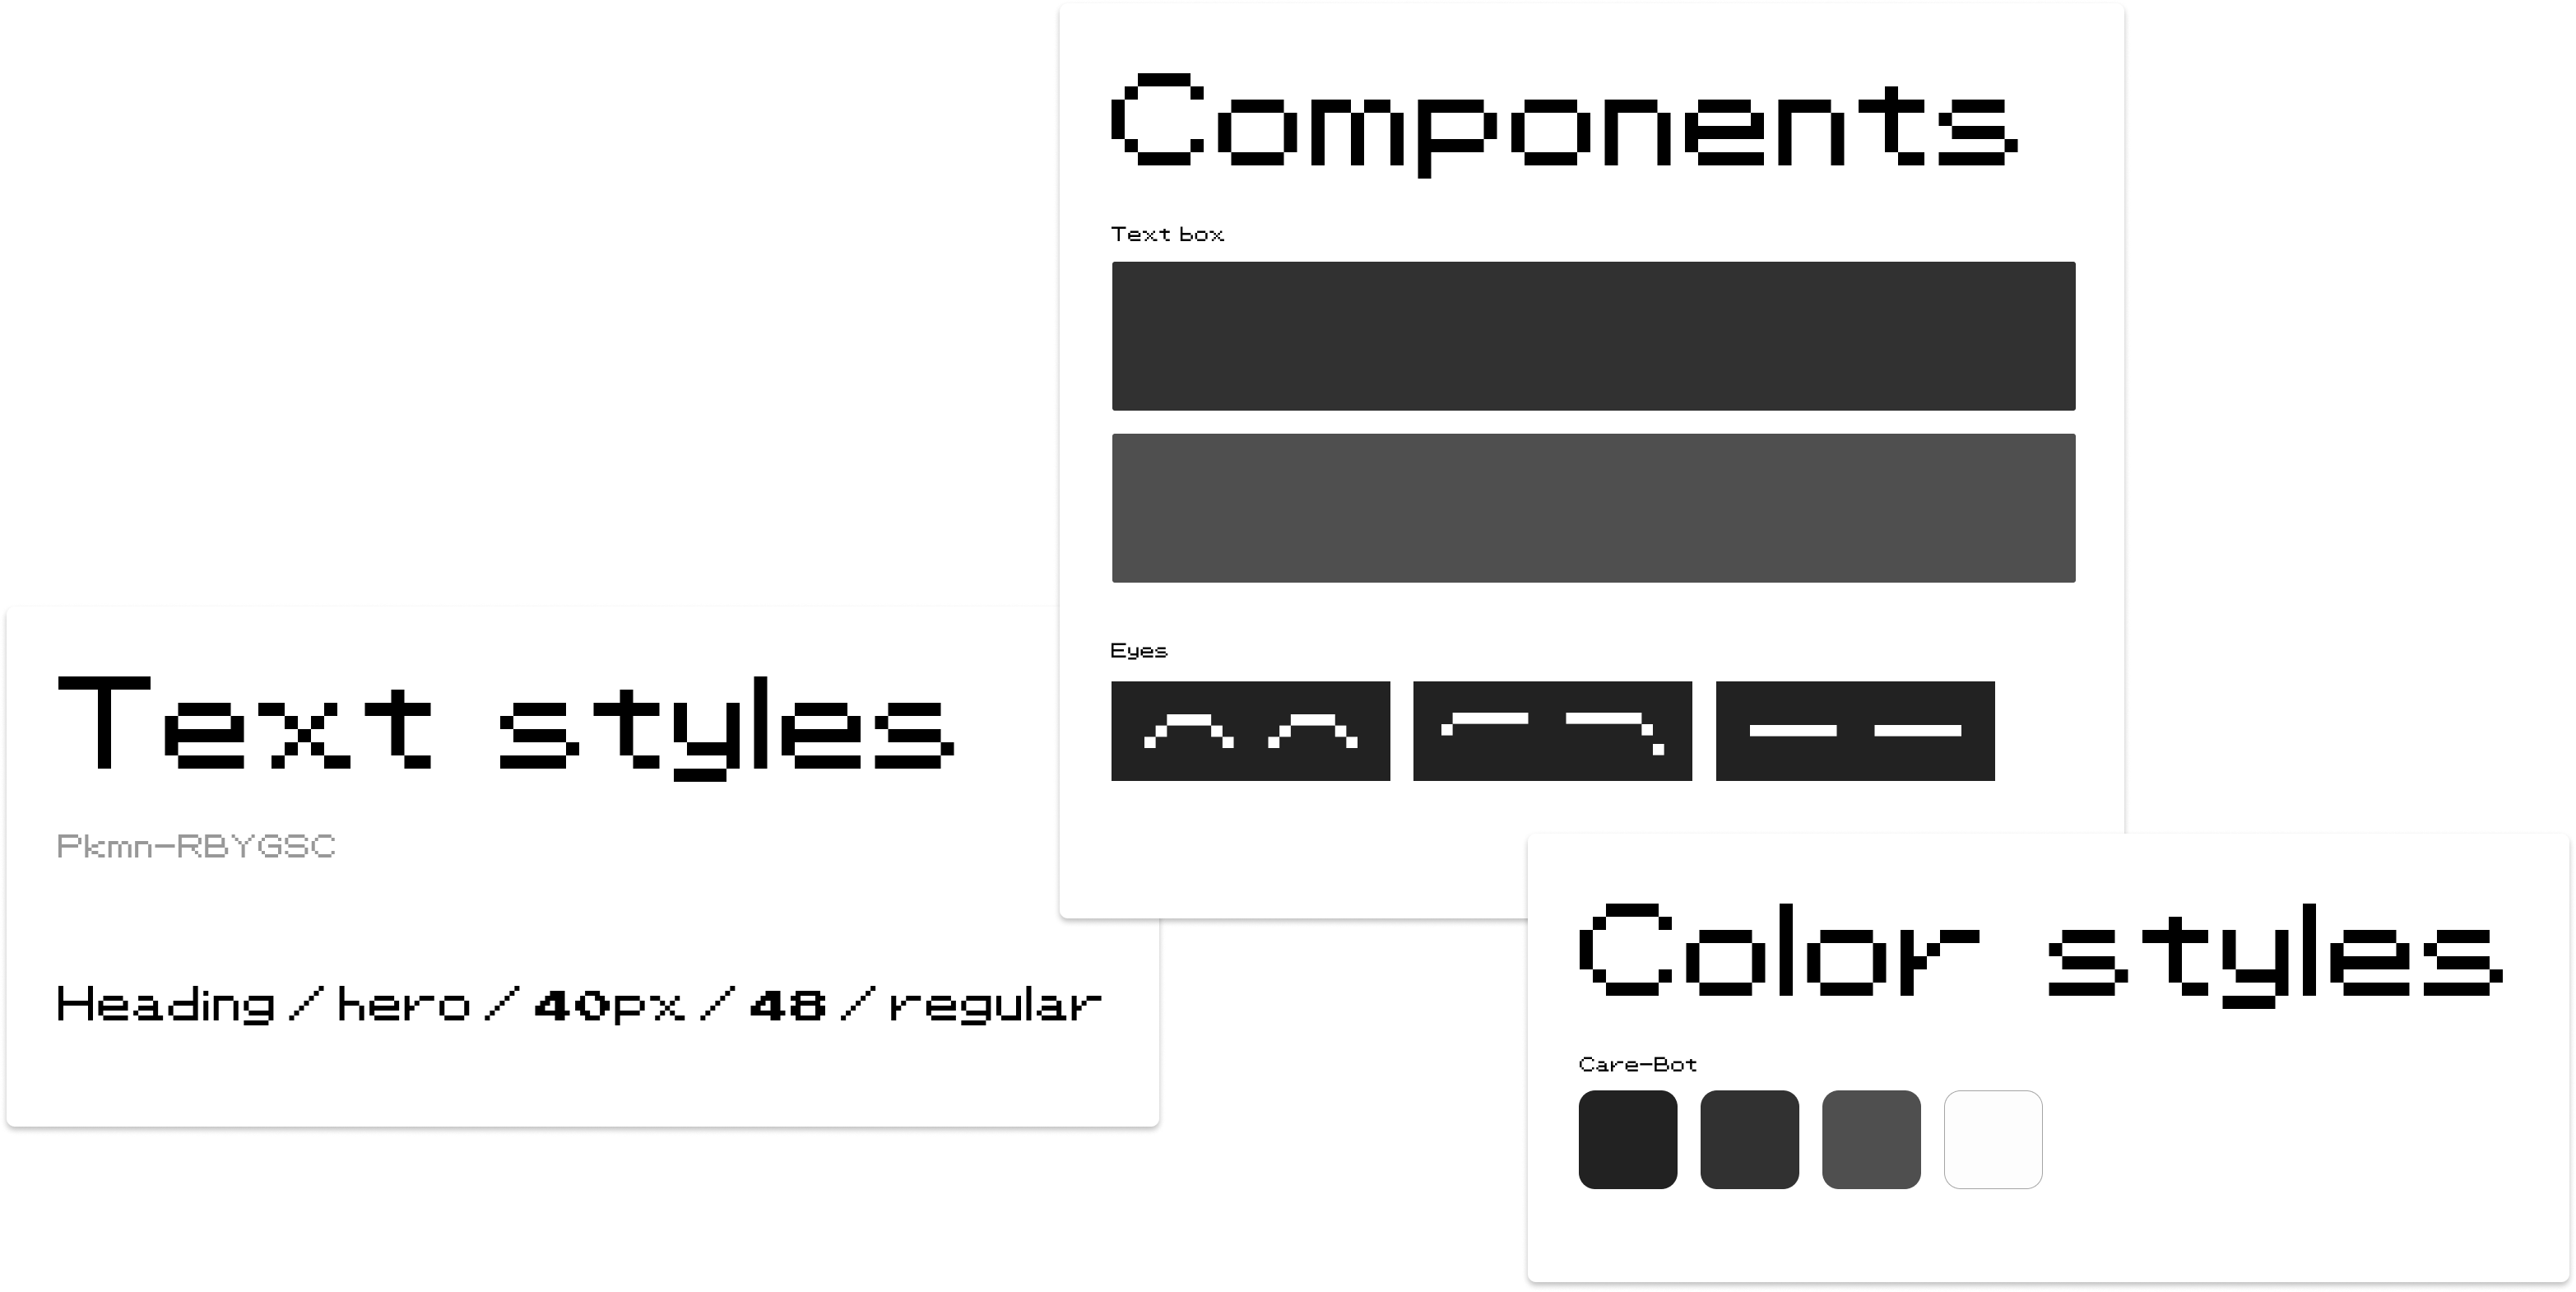 Components
Text box
Eyes
Text styles
Pkmn-RBYGSC
Heading / hero / 40px / 48 / regular
Color styles
Care-Bot